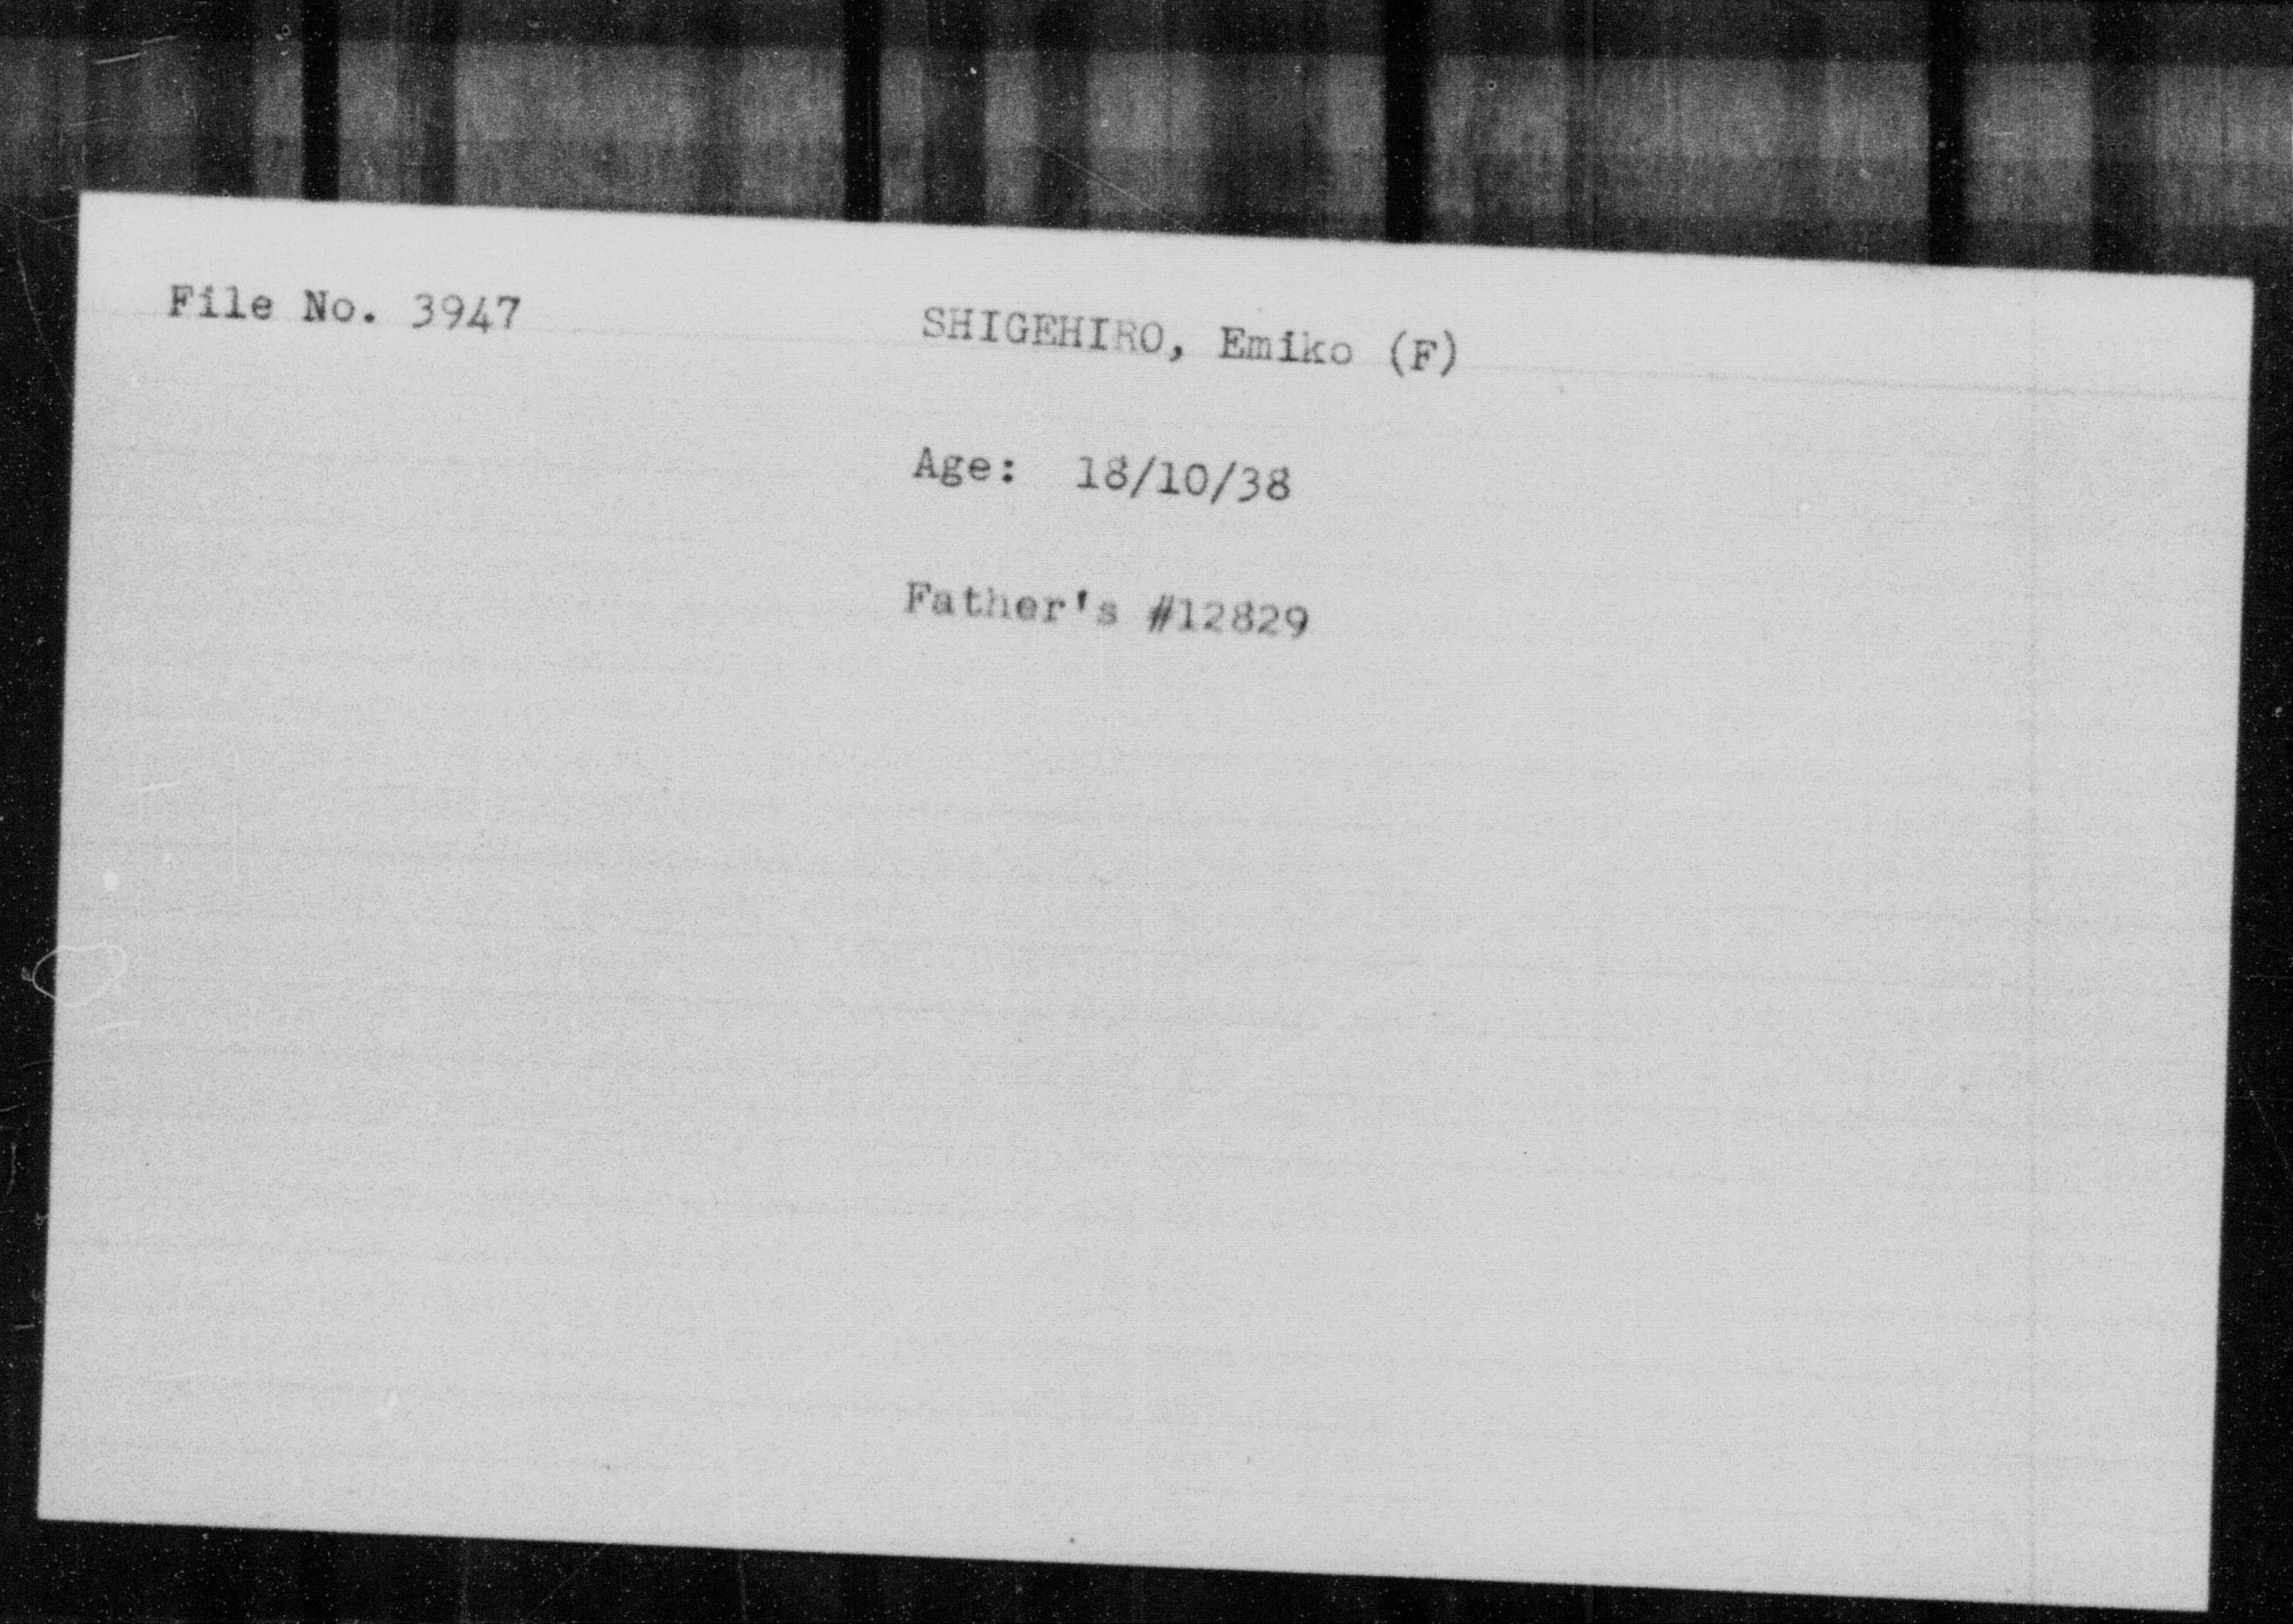 File No. 3947 SHIGEHIRO, Emiko (F)
Age: 18/10/38
Father's #12829